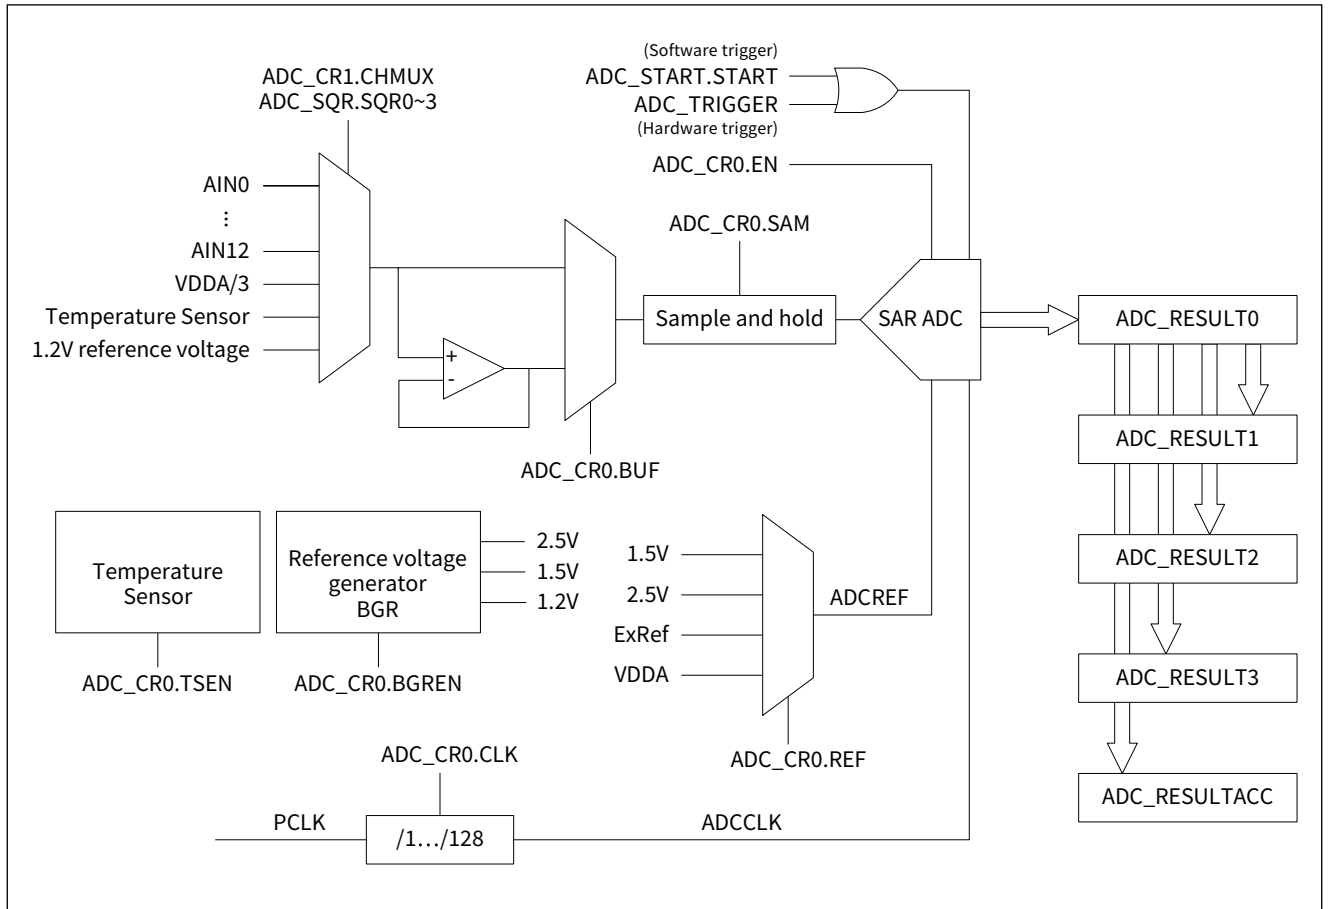 (Software trigger)
ADC_START.START
ADC_TRIGGER
(Hardware trigger)
ADC_CR0.EN
ADC_CR1.CHMUX
ADC_SQR.SQR0~3
AIN0
⋮
AIN12
VDDA/3
Temperature Sensor
1.2V reference voltage
+
-
ADC_CR0.BUF
ADC_CR0.SAM
Sample and hold
SAR ADC
ADC_RESULT0
ADC_RESULT1
ADC_RESULT2
ADC_RESULT3
ADC_RESULTACC
Temperature
Sensor
ADC_CR0.TSEN
Reference voltage
generator
BGR
2.5V
1.5V
1.2V
ADC_CR0.BGREN
1.5V
2.5V
ExRef
VDDA
ADCREF
ADC_CR0.REF
ADC_CR0.CLK
PCLK
/1.../128
ADCCLK